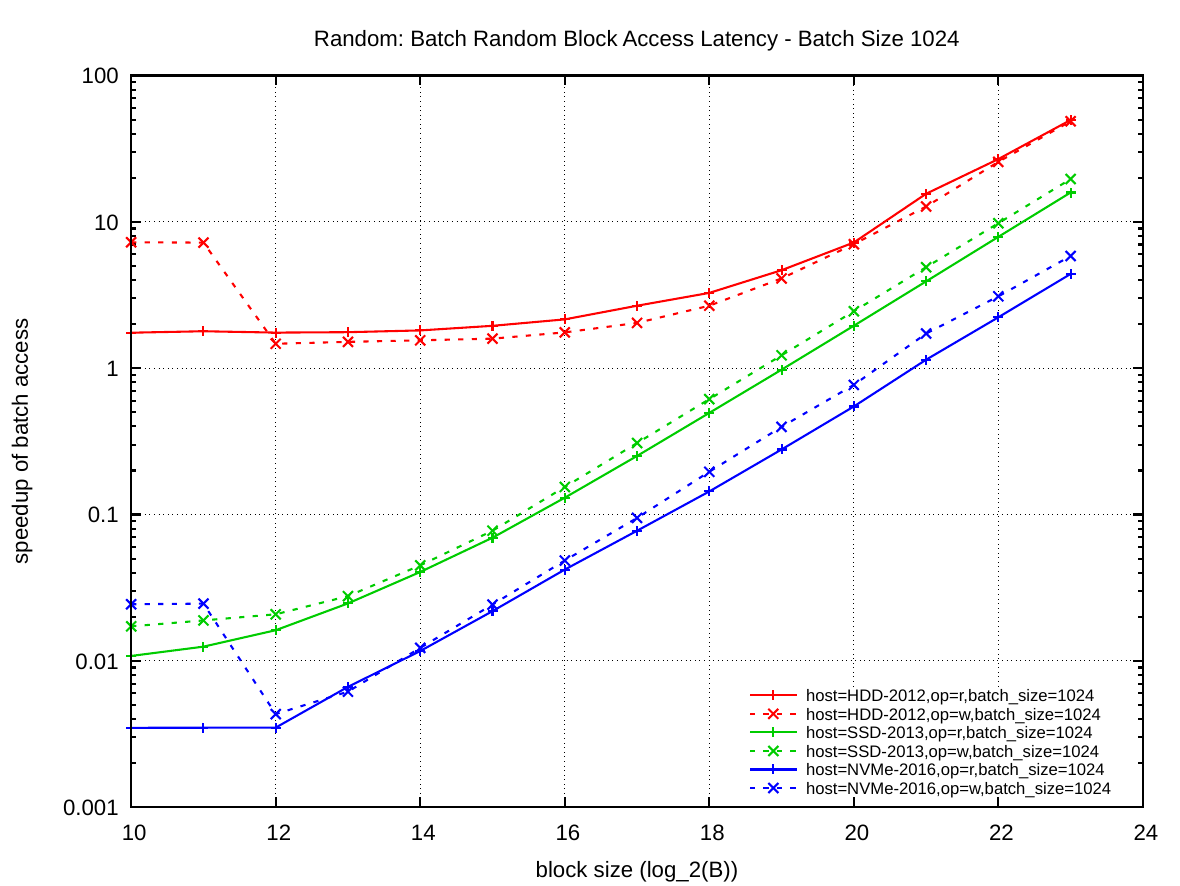 Random: Batch Random Block Access Latency - Batch Size 1024
100
10
1
0.1
0.01
0.001
speedup of batch access
host=HDD-2012,op=r,batch_size=1024
host=HDD-2012,op=w,batch_size=1024
host=SSD-2013,op=r,batch_size=1024
host=SSD-2013,op=w,batch_size=1024
host=NVMe-2016,op=r,batch_size=1024
host=NVMe-2016,op=w,batch_size=1024
10 12 14 16 18 20 22 24
block size (log_2(B))